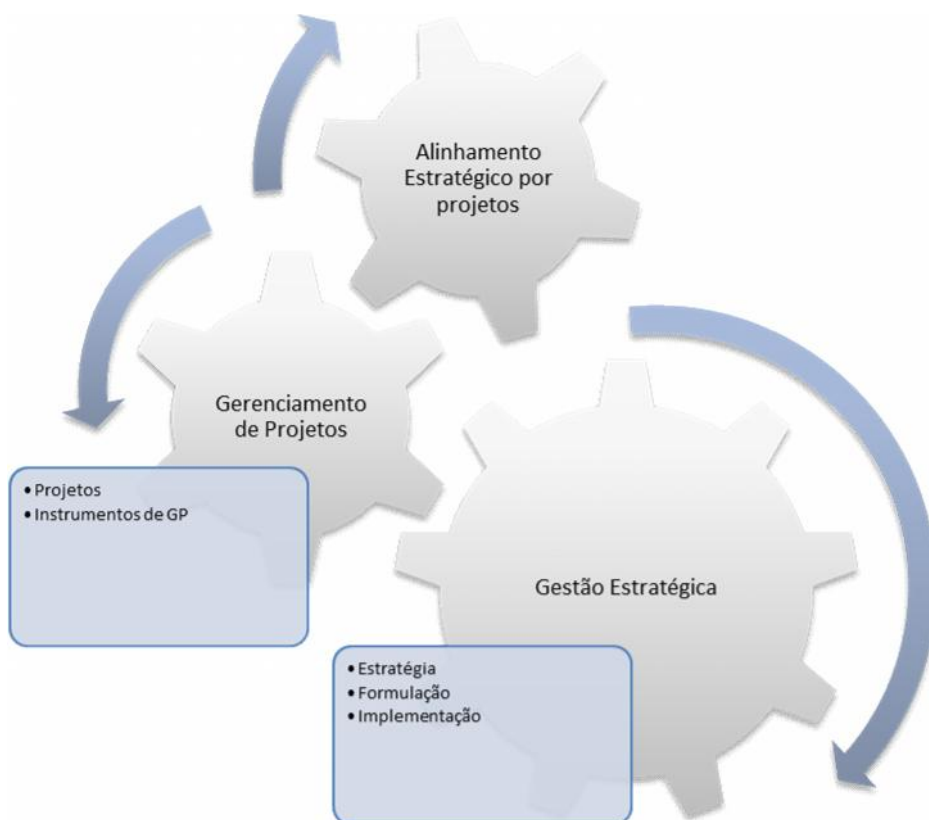 Alinhamento
Estratégico por
projetos
Gerenciamento
de Projetos
• Projetos
• Instrumentos de GP
Gestão Estratégica
• Estratégia
• Formulação
• Implementação